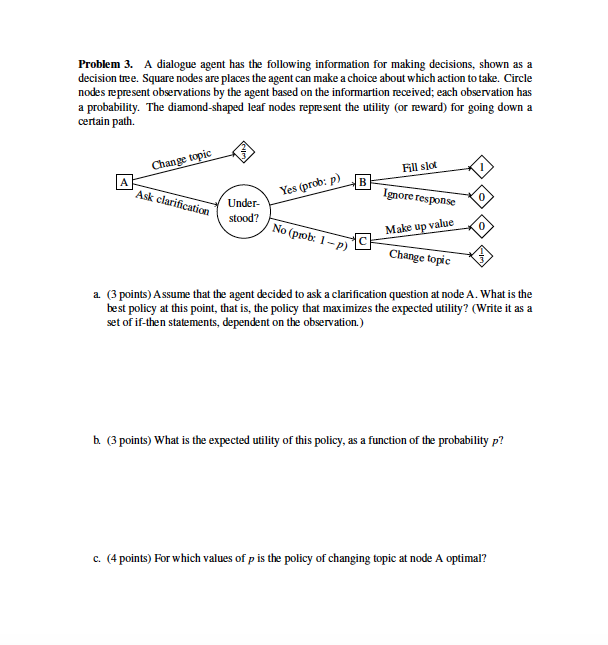 Problem 3. A dialogue agent has the following information for making decisions, shown as a
decision tree. Square nodes are places the agent can make a choice about which action to take. Circle
nodes represent observations by the agent based on the informartion received; each observation has
a probability. The diamond-shaped leaf nodes represent the utility (or reward) for going down a
certain path.
Change topic
2/3
A
Ask clarification
Under-
stood?
Yes (prob: p)
B
Fill slot
1
Ignore response
0
No (prob: 1 − p)
C
Make up value
0
Change topic
1/3
a. (3 points) Assume that the agent decided to ask a clarification question at node A. What is the
best policy at this point, that is, the policy that maximizes the expected utility? (Write it as a
set of if-then statements, dependent on the observation.)
b. (3 points) What is the expected utility of this policy, as a function of the probability p?
c. (4 points) For which values of p is the policy of changing topic at node A optimal?